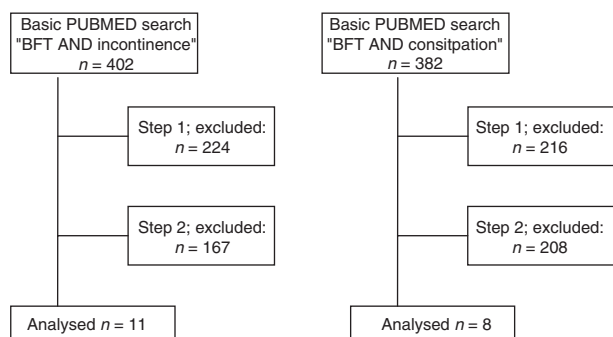 Basic PUBMED search
"BFT AND incontinence"
n = 402
Step 1; excluded:
n = 224
Step 2; excluded:
n = 167
Analysed n = 11
Basic PUBMED search
"BFT AND consitpation"
n = 382
Step 1; excluded:
n = 216
Step 2; excluded:
n = 208
Analysed n = 8